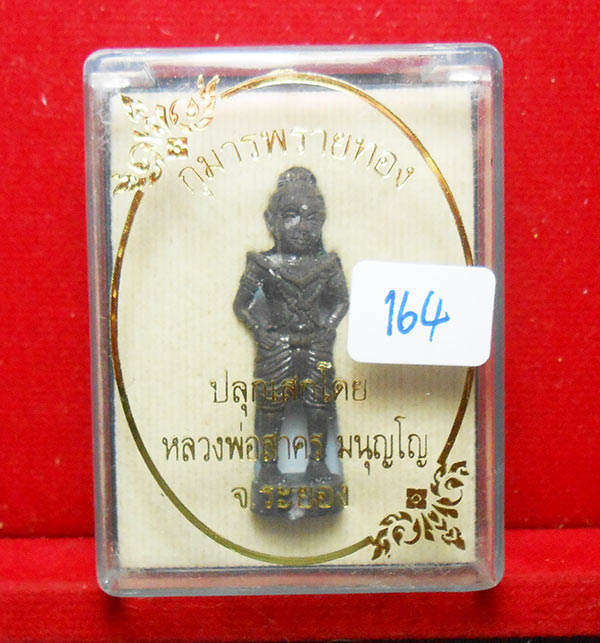 กุมารพรายทอง
164
ปลุกเสกโดย
หลวงพ่อสาคร มนุญโญ
จ.ระยอง